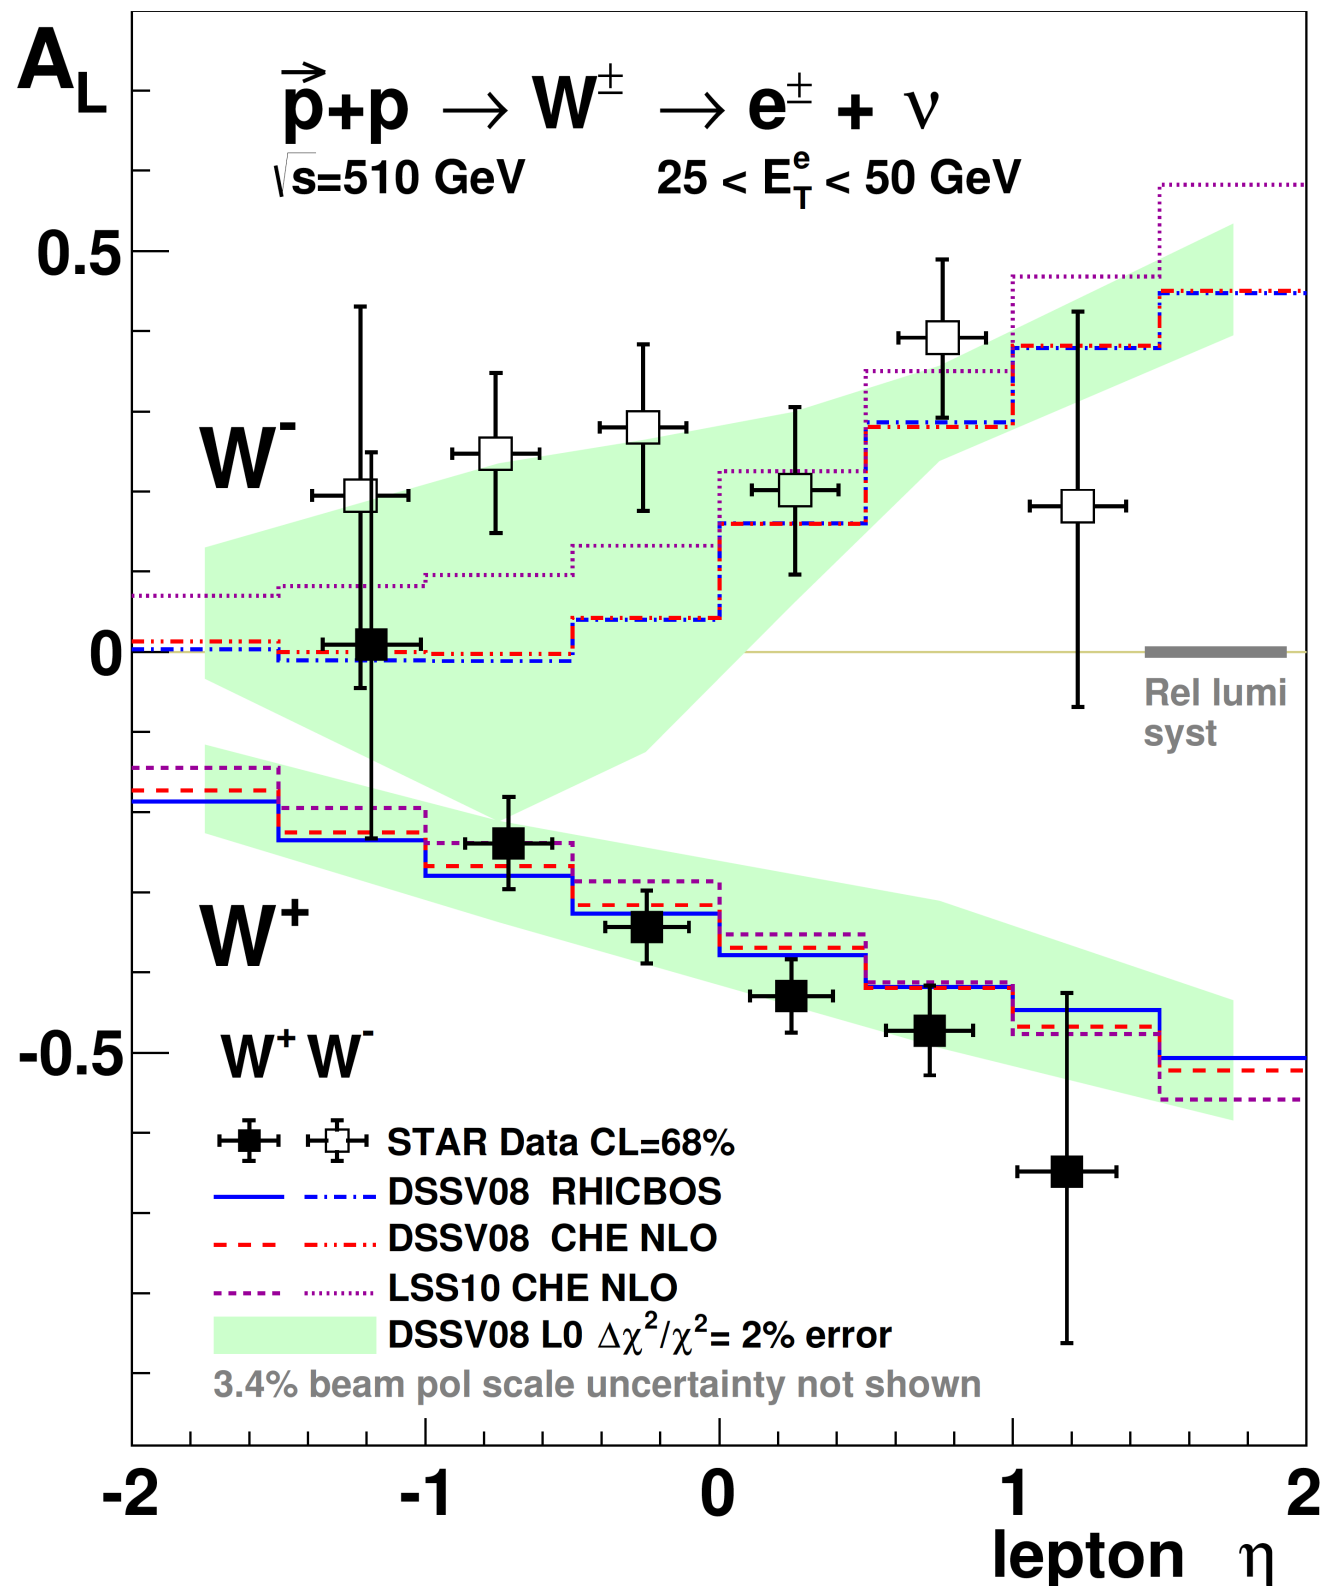 A_L
p⃗+p → W^± → e^± + ν
√s=510 GeV 25 < E_T^e < 50 GeV
0.5
W^-
0
Rel lumi
syst
W^+
-0.5
W^+ W^-
STAR Data CL=68%
DSSV08 RHICBOS
DSSV08 CHE NLO
LSS10 CHE NLO
DSSV08 L0 Δχ²/χ²= 2% error
3.4% beam pol scale uncertainty not shown
-2 -1 0 1 2
lepton η